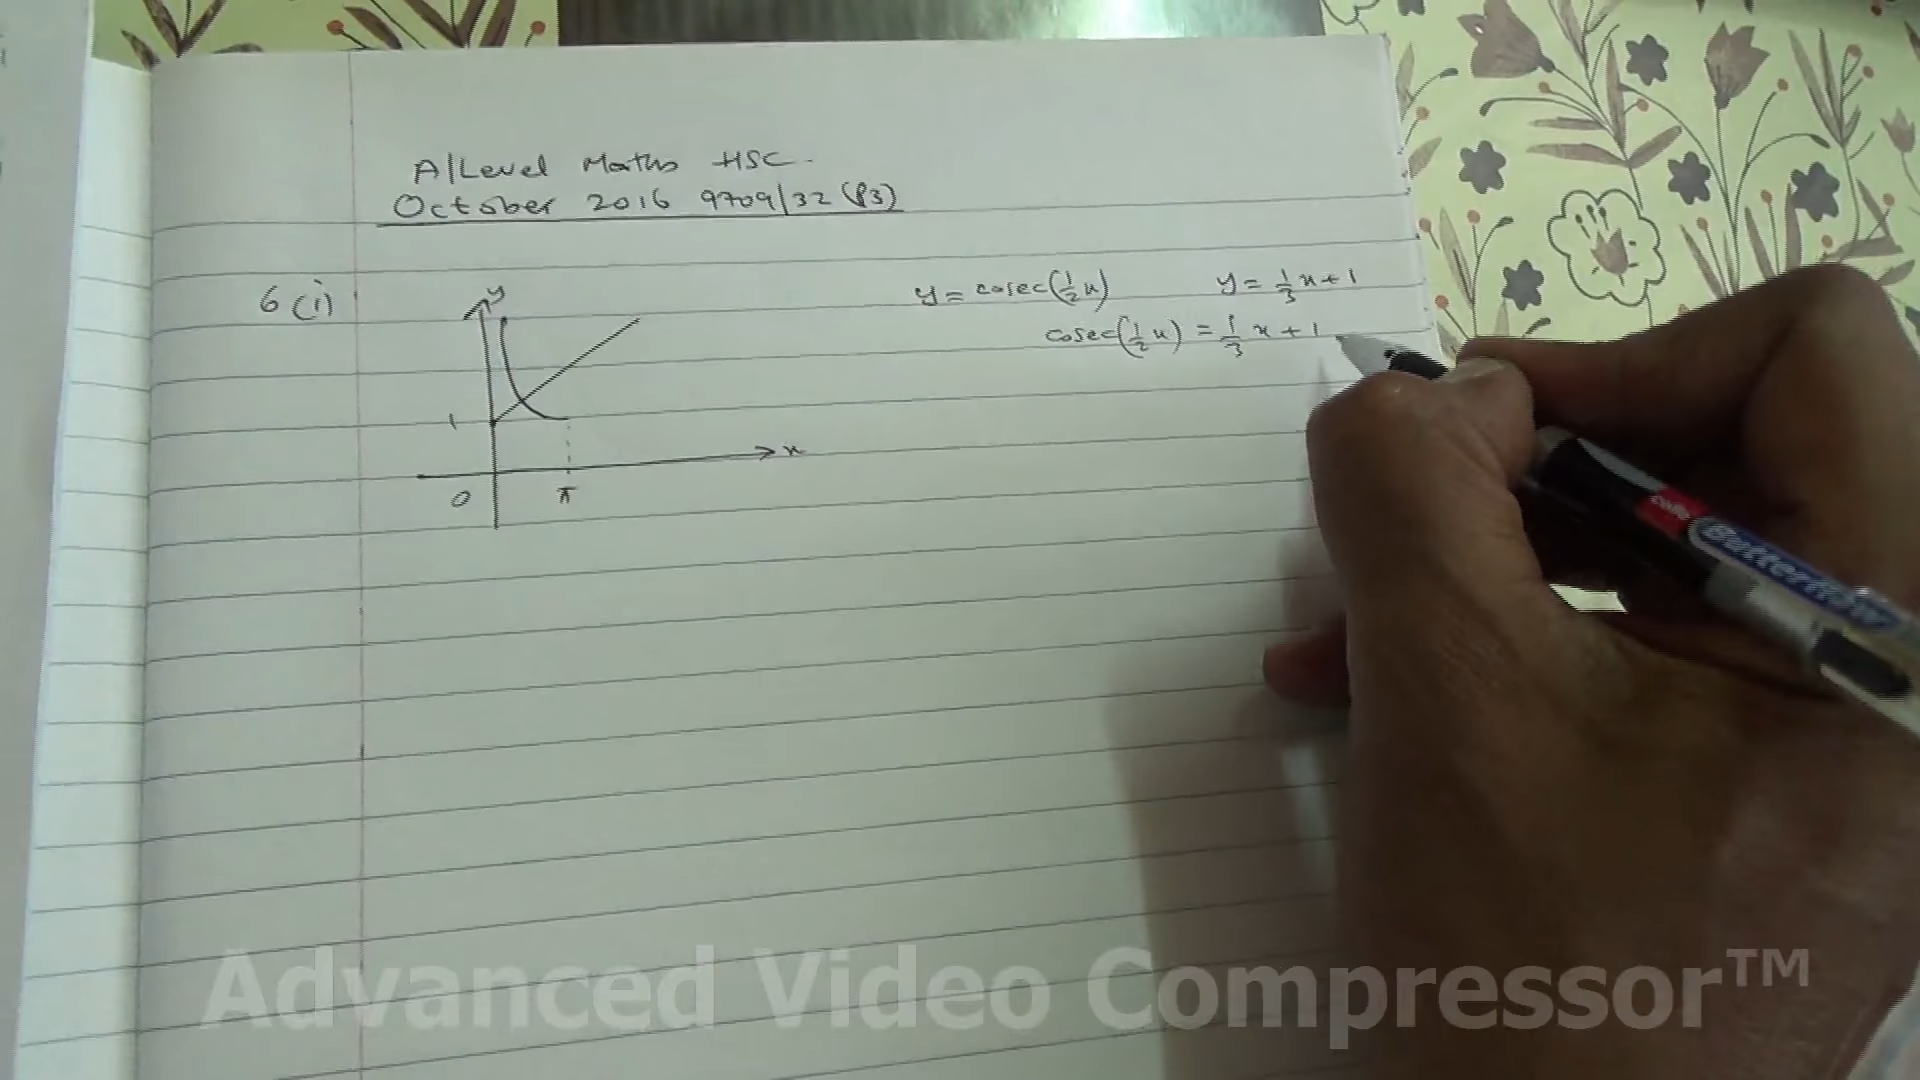 A/Level Maths HSC.
October 2016 9709/32 (P3)
6 (i)
y
1
0
π
x
y = cosec(½x)
y = ⅓x + 1
cosec(½x) = ⅓x + 1
cello
Butterflow
Advanced Video Compressor™